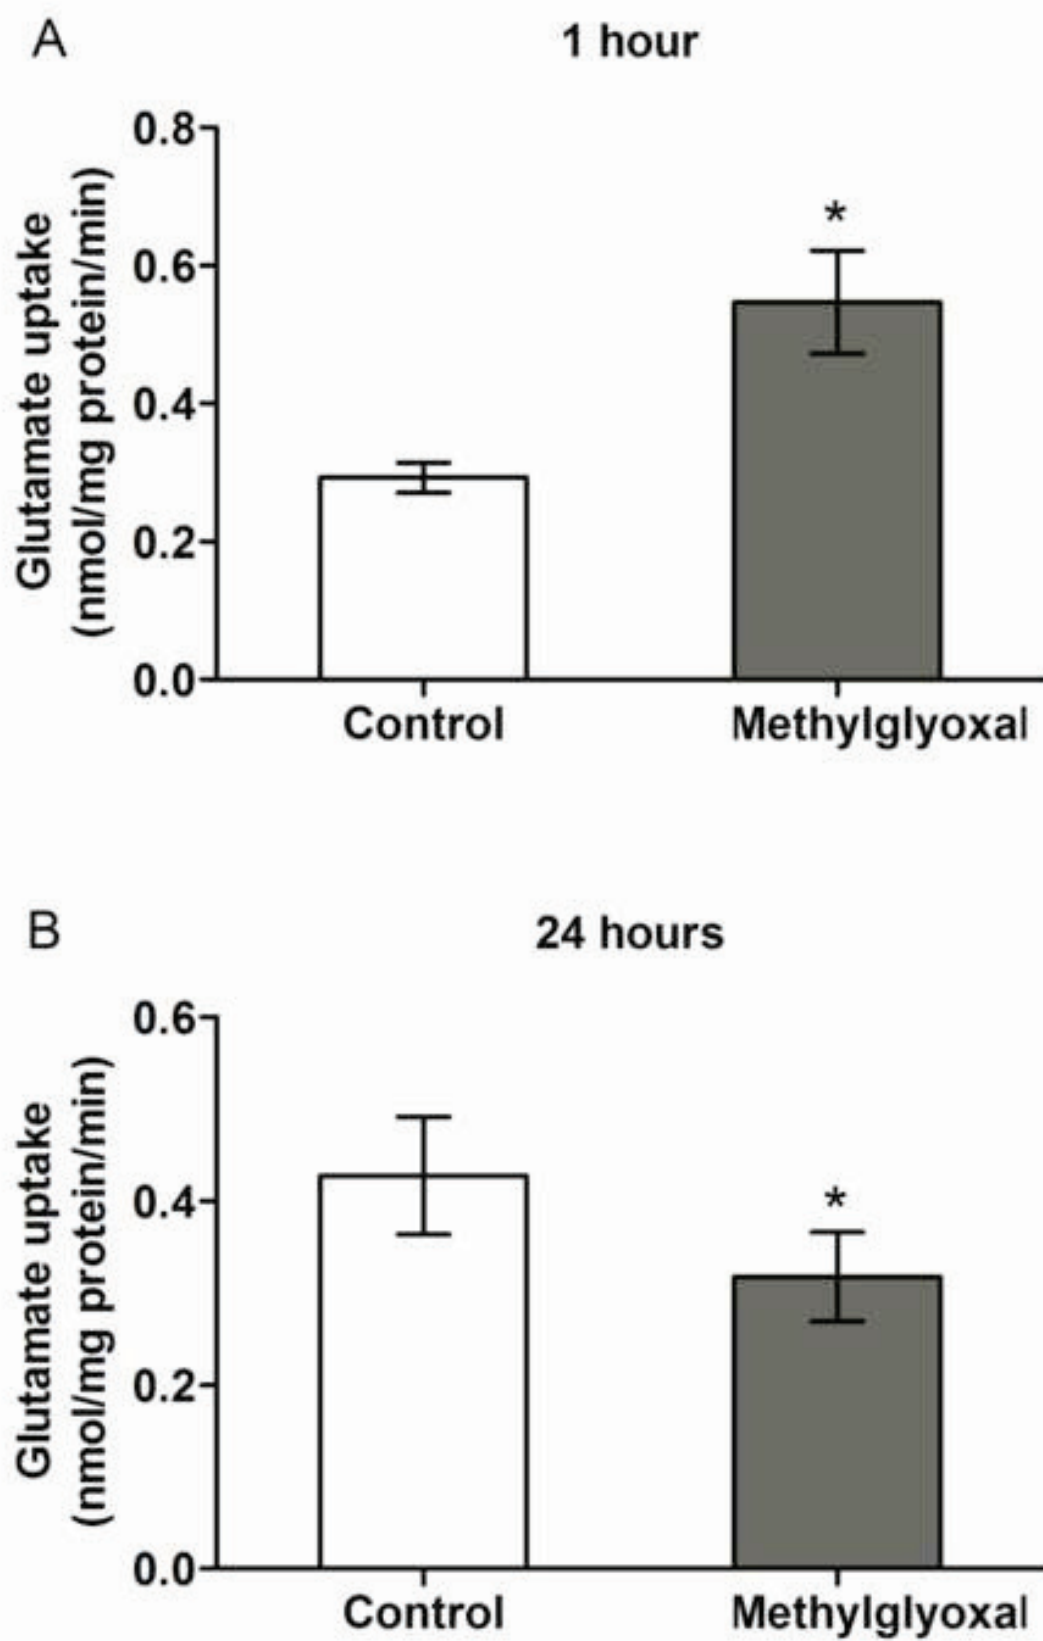 A
1 hour
Glutamate uptake
(nmol/mg protein/min)
0.8
0.6
0.4
0.2
0.0
*
Control
Methylglyoxal
B
24 hours
Glutamate uptake
(nmol/mg protein/min)
0.6
0.4
0.2
0.0
*
Control
Methylglyoxal